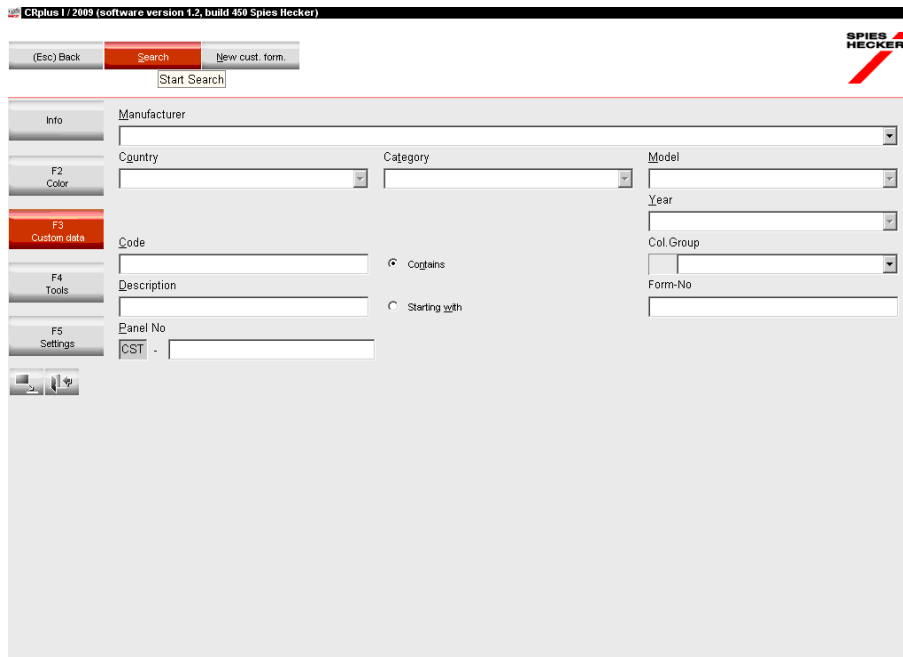 CRplus I / 2009 (software version 1.2, build 450 Spies Hecker)
SPIES
HECKER
(Esc) Back
Search
New cust. form.
Start Search
Info
Manufacturer
Country
Category
Model
F2
Color
Year
F3
Custom data
Code
Col.Group
Contains
F4
Tools
Description
Form-No
Starting with
F5
Settings
Panel No
CST -